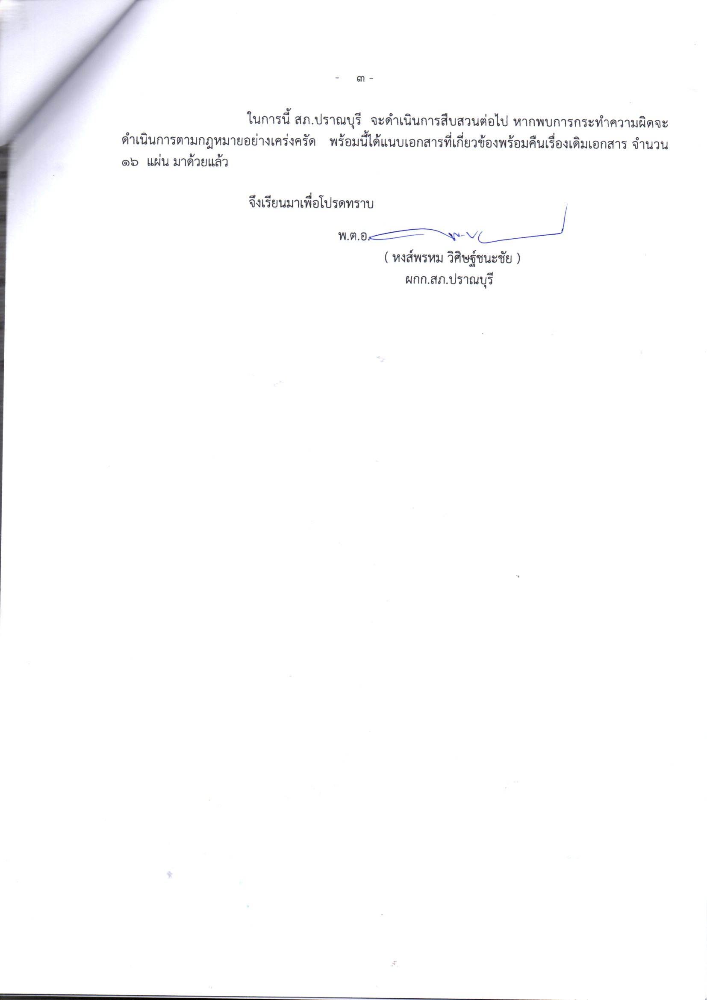 - ๓ -
ในการนี้ สภ.ปราณบุรี จะดำเนินการสืบสวนต่อไป หากพบการกระทำความผิดจะ
ดำเนินการตามกฎหมายอย่างเคร่งครัด พร้อมนี้ได้แนบเอกสารที่เกี่ยวข้องพร้อมคืนเรื่องเดิมเอกสาร จำนวน
๑๖ แผ่น มาด้วยแล้ว
จึงเรียนมาเพื่อโปรดทราบ
พ.ต.อ.
( หงส์พรหม วิศิษฐ์ชนะชัย )
ผกก.สภ.ปราณบุรี